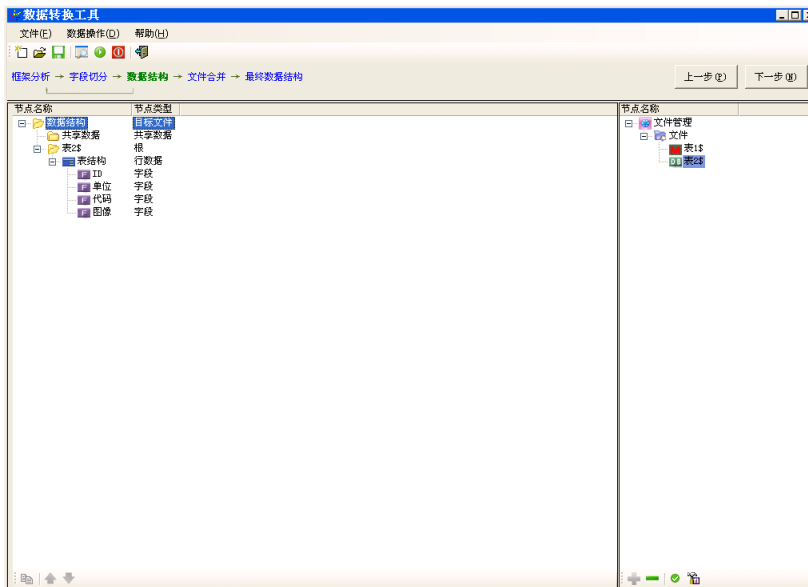 数据转换工具
文件(F) 数据操作(D) 帮助(H)
框架分析 → 字段切分 → 数据结构 → 文件合并 → 最终数据结构
上一步(P) 下一步(N)
节点名称 节点类型
数据结构 目标文件
共享数据 共享数据
表2$ 根
表结构 行数据
F ID 字段
F 单位 字段
F 代码 字段
F 图像 字段
节点名称
文件管理
文件
表1$
表2$